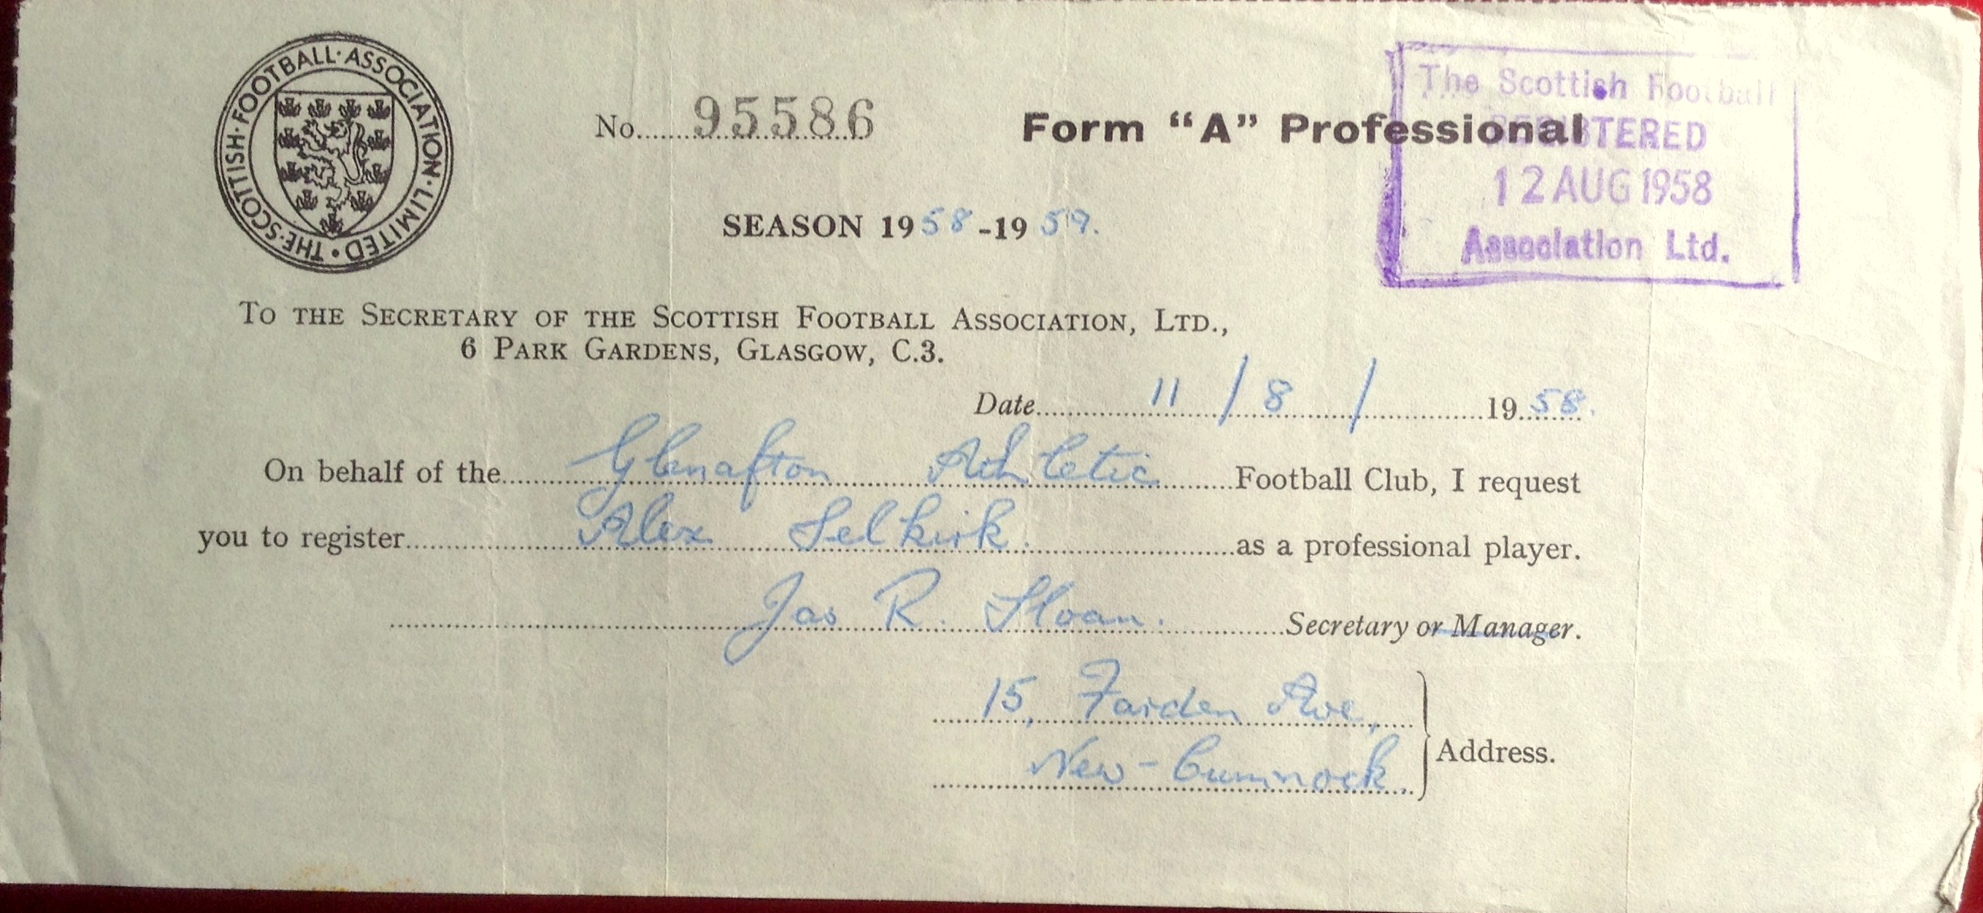 THE·SCOTTISH·FOOTBALL·ASSOCIATION·LIMITED·
No. 95586
Form "A" Professional
The Scottish Football
REGISTERED
12 AUG 1958
Association Ltd.
SEASON 1958-1959.
TO THE SECRETARY OF THE SCOTTISH FOOTBALL ASSOCIATION, LTD.,
6 PARK GARDENS, GLASGOW, C.3.
Date 11/8/1958.
On behalf of the Glenafton Athletic Football Club, I request
you to register Alex Selkirk. as a professional player.
Jas R. Sloan. Secretary or Manager.
15, Farden Ave,
New-Cumnock.
Address.